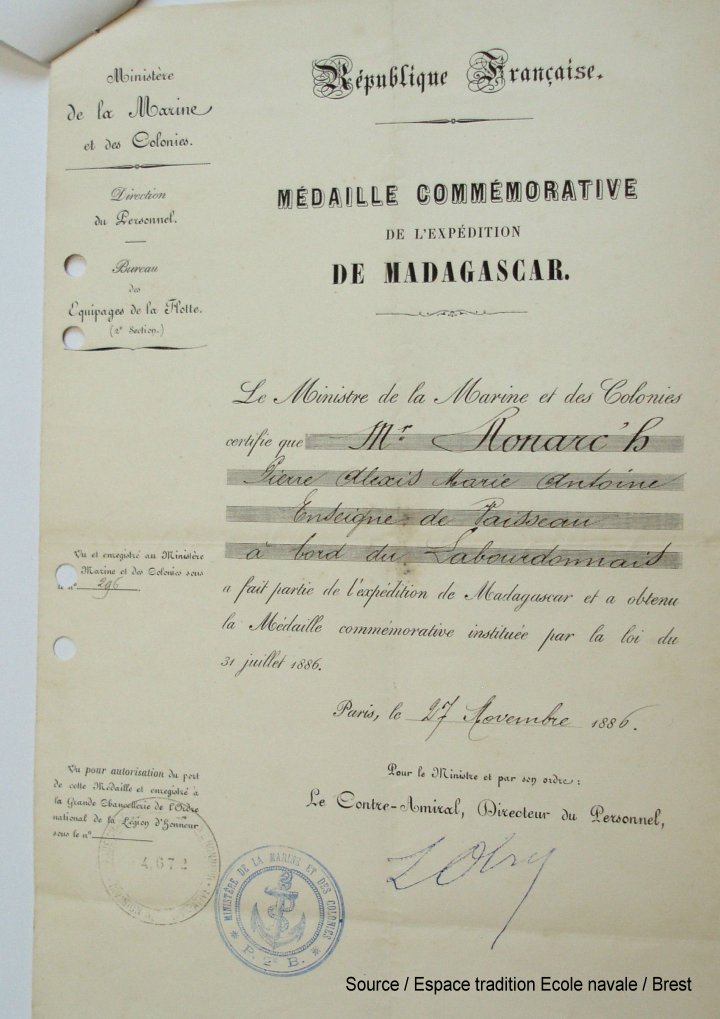 Ministère
de la Marine
et des Colonies.
Direction
du Personnel.
Bureau
des
Equipages de la Flotte.
(2e Section.)
République Française.
MÉDAILLE COMMÉMORATIVE
DE L'EXPÉDITION
DE MADAGASCAR.
Le Ministre de la Marine et des Colonies
certifie que Mr Ronarc'h
Pierre Alexis Marie Antoine
Enseigne de Vaisseau
à bord du Labourdonnais
a fait partie de l'expédition de Madagascar et a obtenu
la Médaille commémorative instituée par la loi du
31 juillet 1886.
Paris, le 27 Novembre 1886.
Vu et enregistré au Ministère
Marine et des Colonies sous
le n° 296.
Pour le Ministre et par son ordre:
Le Contre-Amiral, Directeur du Personnel,
Vu pour autorisation du port
de cette Médaille et enregistré à
la Grande Chancellerie de l'Ordre
national de la Légion d'Honneur
sous le n°
4.672
MINISTÈRE DE LA MARINE ET DES COLONIES
P. 2e B.
Source / Espace tradition Ecole navale / Brest